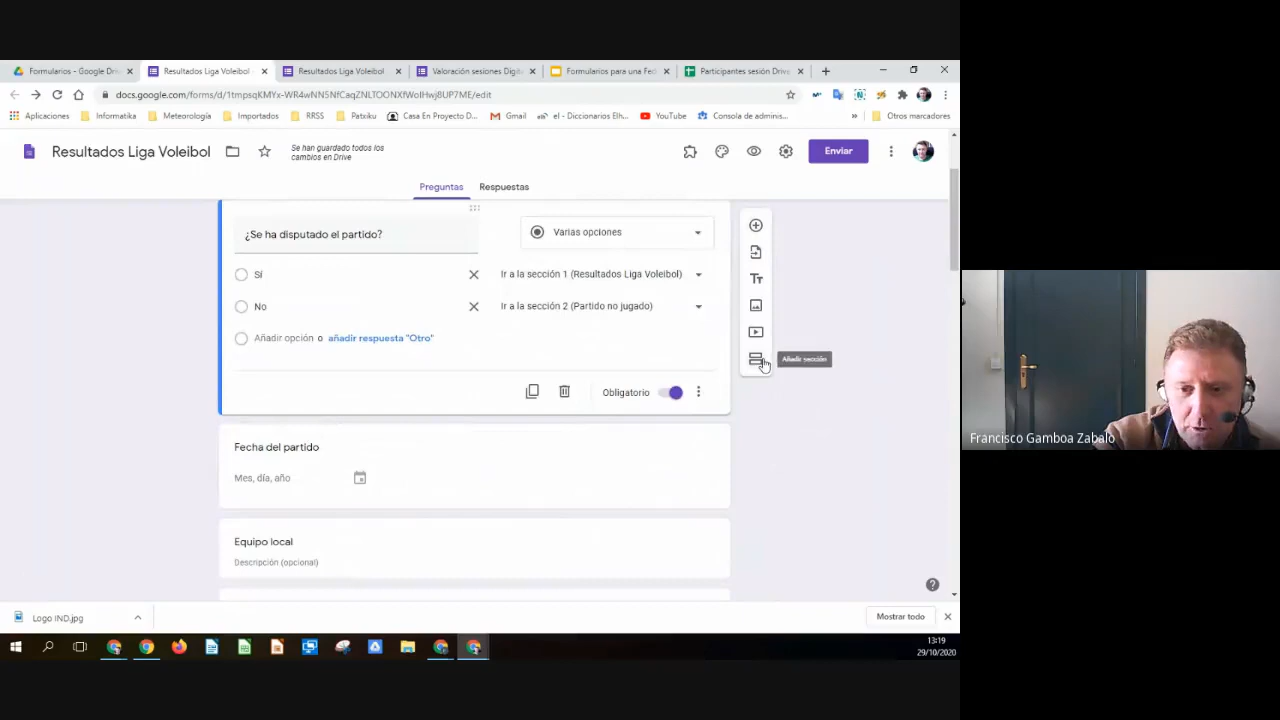 Formularios - Google Dri
Resultados Liga Voleibol
Resultados Liga Voleibol
Valoración sesiones Digit
Formularios para una Fed
Participantes sesión Drive
docs.google.com/forms/d/1tmpsqKMYx-WR4wNN5NfCaqZNLTOONXfWolHwj8UP7ME/edit
Aplicaciones
Informatika
Meteorología
Importados
RRSS
Patxiku
Casa En Proyecto D...
Gmail
el - Diccionarios Elh...
YouTube
Consola de adminis...
»
Otros marcadores
Resultados Liga Voleibol
Se han guardado todos los
cambios en Drive
Enviar
Preguntas
Respuestas
¿Se ha disputado el partido?
Varias opciones
Sí
Ir a la sección 1 (Resultados Liga Voleibol)
No
Ir a la sección 2 (Partido no jugado)
Añadir opción o añadir respuesta "Otro"
Añadir sección
Obligatorio
Fecha del partido
Mes, día, año
Equipo local
Descripción (opcional)
Logo IND.jpg
Mostrar todo
13:19
29/10/2020
Francisco Gamboa Zabalo